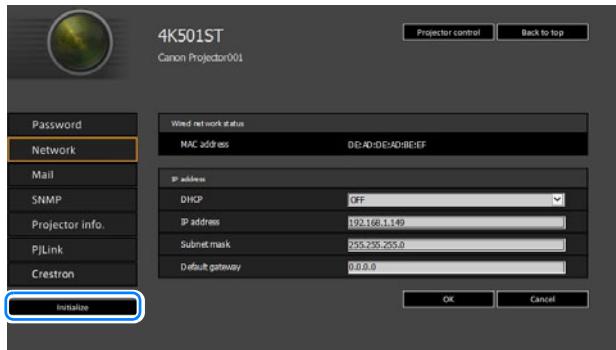 4K501ST
Projector control
Back to top
Canon Projector001
Password
Network
Mail
SNMP
Projector info.
PJLink
Crestron
Initialize
Wired network status
MAC address DE:AD:DE:AD:BE:EF
IP address
DHCP OFF
IP address 192.168.1.149
Subnet mask 255.255.255.0
Default gateway 0.0.0.0
OK
Cancel